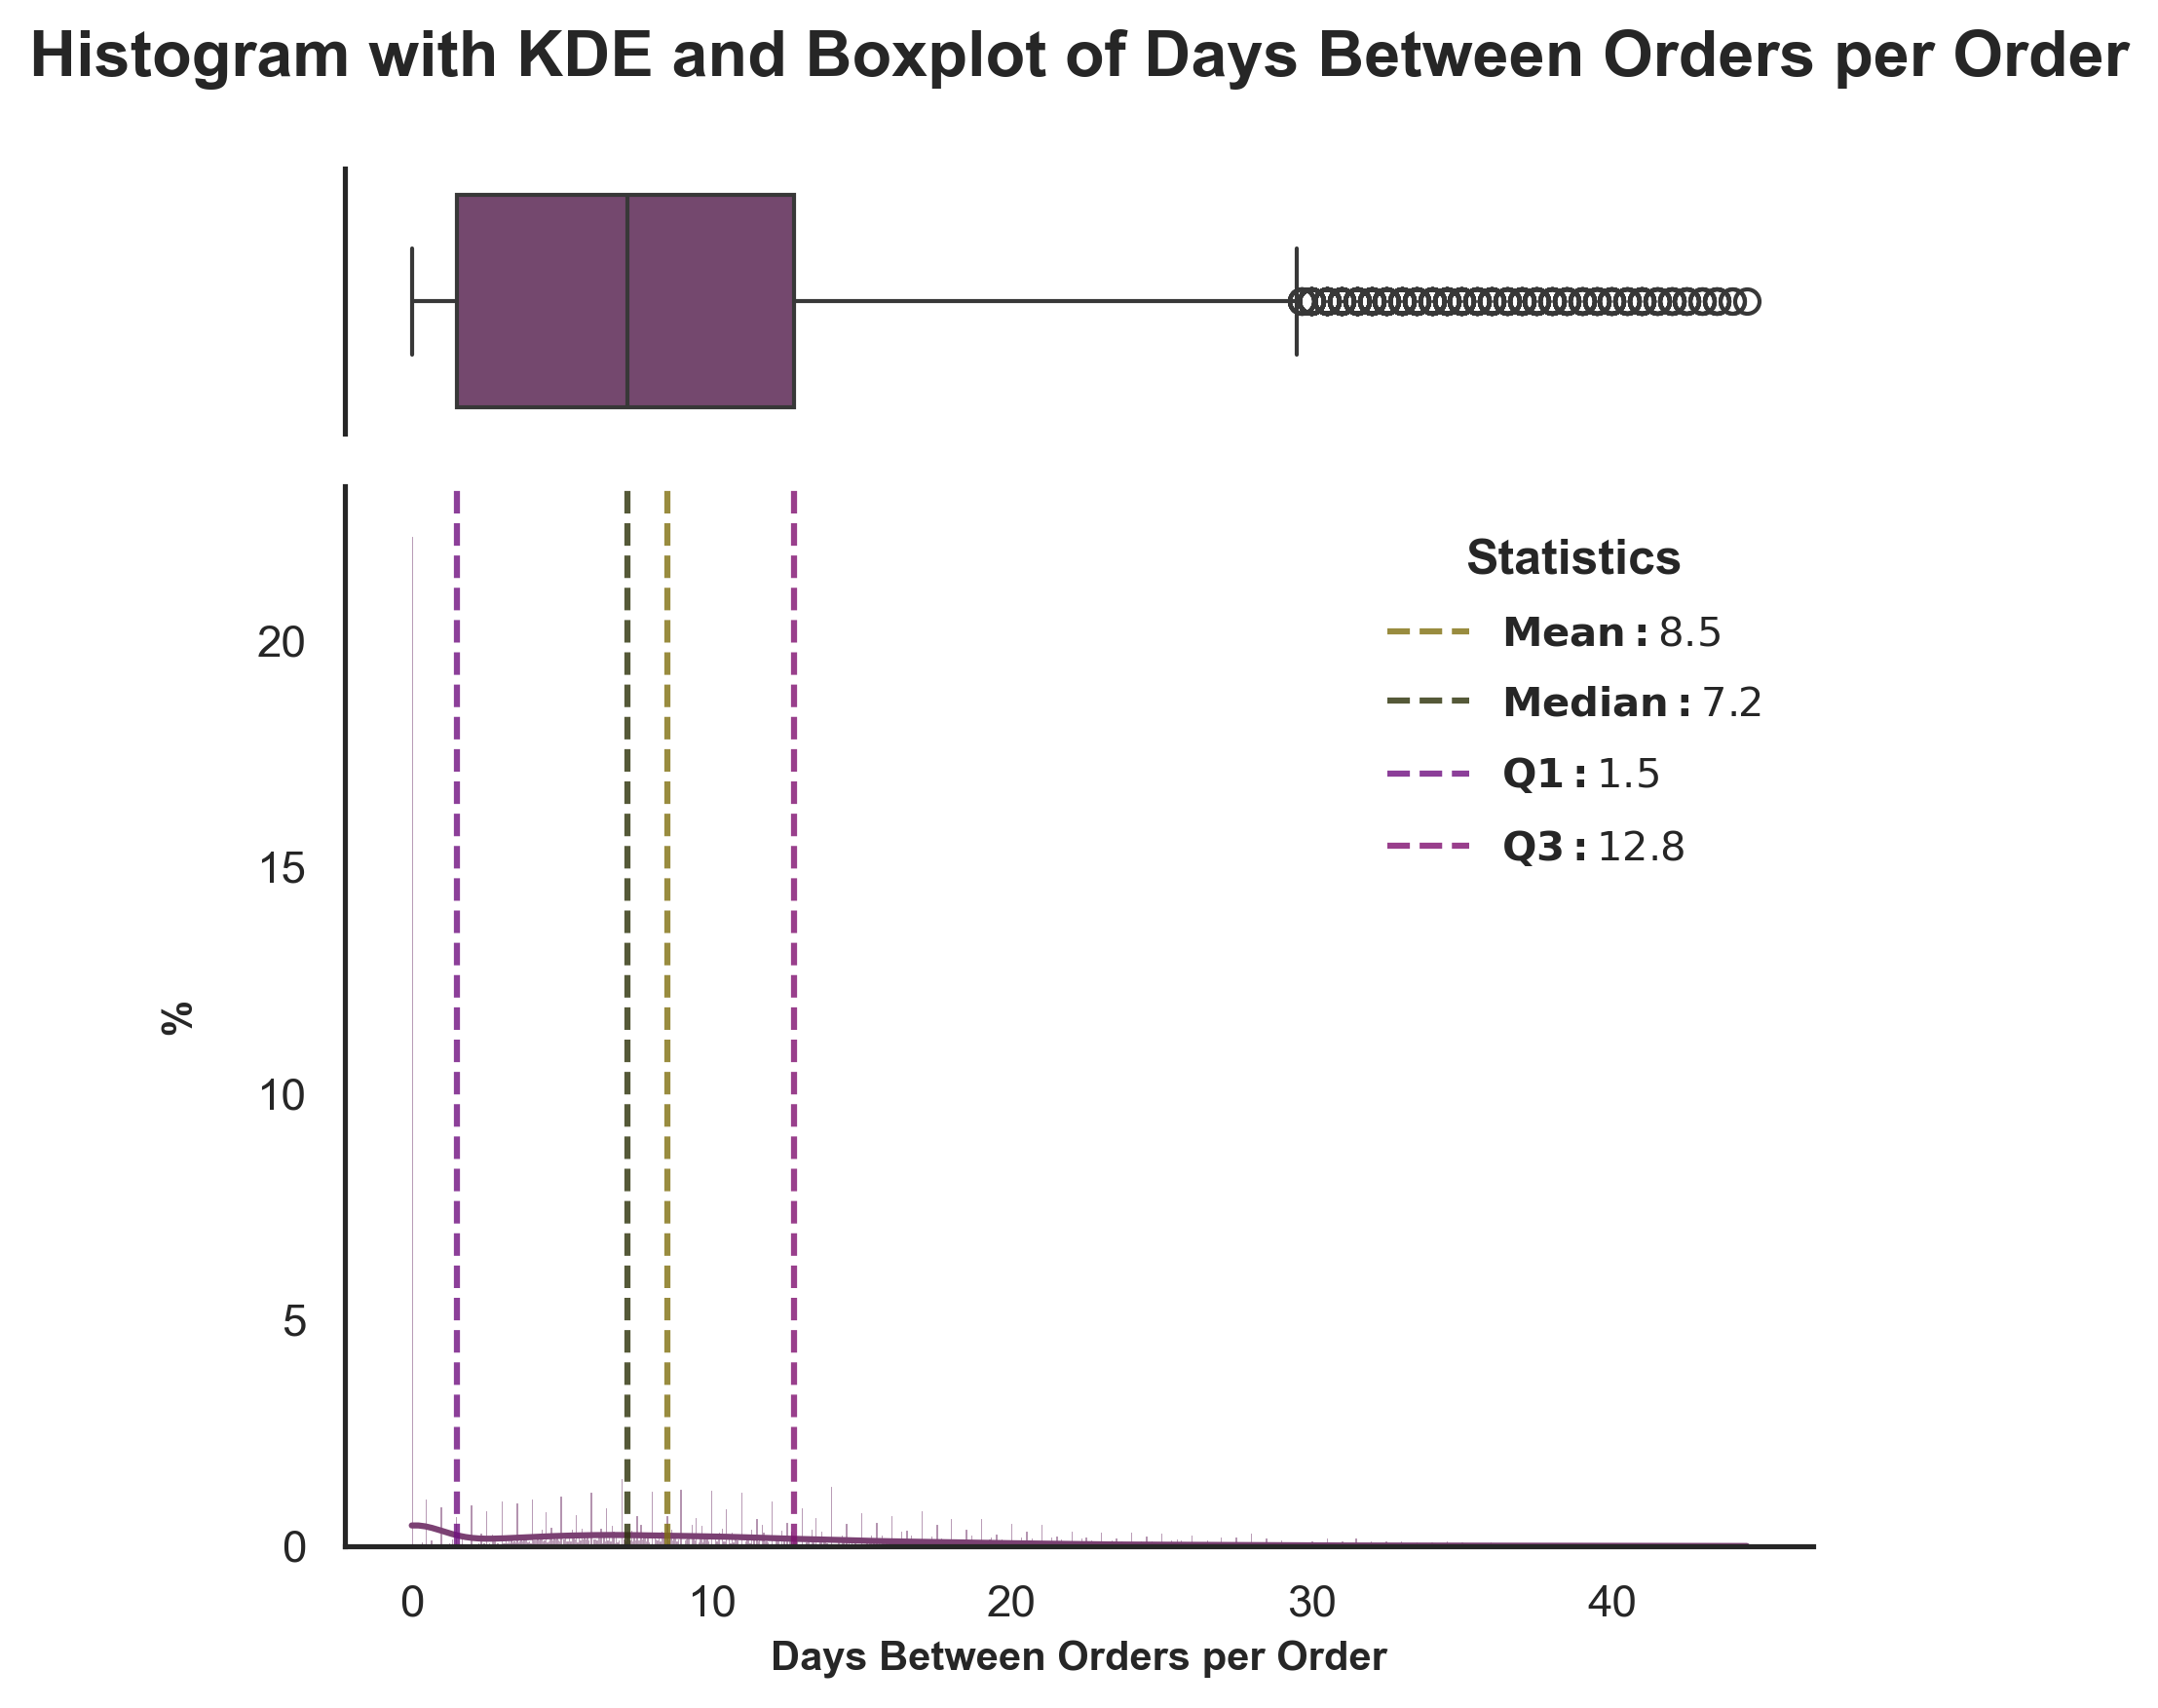 Histogram with KDE and Boxplot of Days Between Orders per Order
Statistics
Mean: 8.5
Median: 7.2
Q1: 1.5
Q3: 12.8
%
20
15
10
5
0
0 10 20 30 40
Days Between Orders per Order